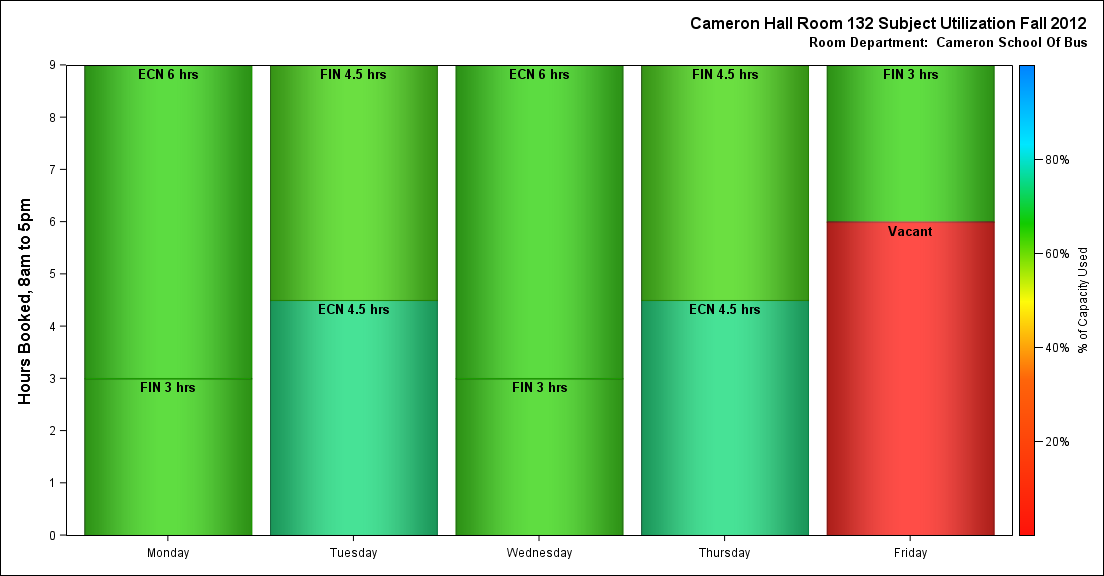 Cameron Hall Room 132 Subject Utilization Fall 2012
Room Department:  Cameron School Of Bus
Hours Booked, 8am to 5pm
9
8
7
6
5
4
3
2
1
0
ECN 6 hrs
FIN 3 hrs
FIN 4.5 hrs
ECN 4.5 hrs
ECN 6 hrs
FIN 3 hrs
FIN 4.5 hrs
ECN 4.5 hrs
FIN 3 hrs
Vacant
Monday
Tuesday
Wednesday
Thursday
Friday
80%
60%
40%
20%
% of Capacity Used